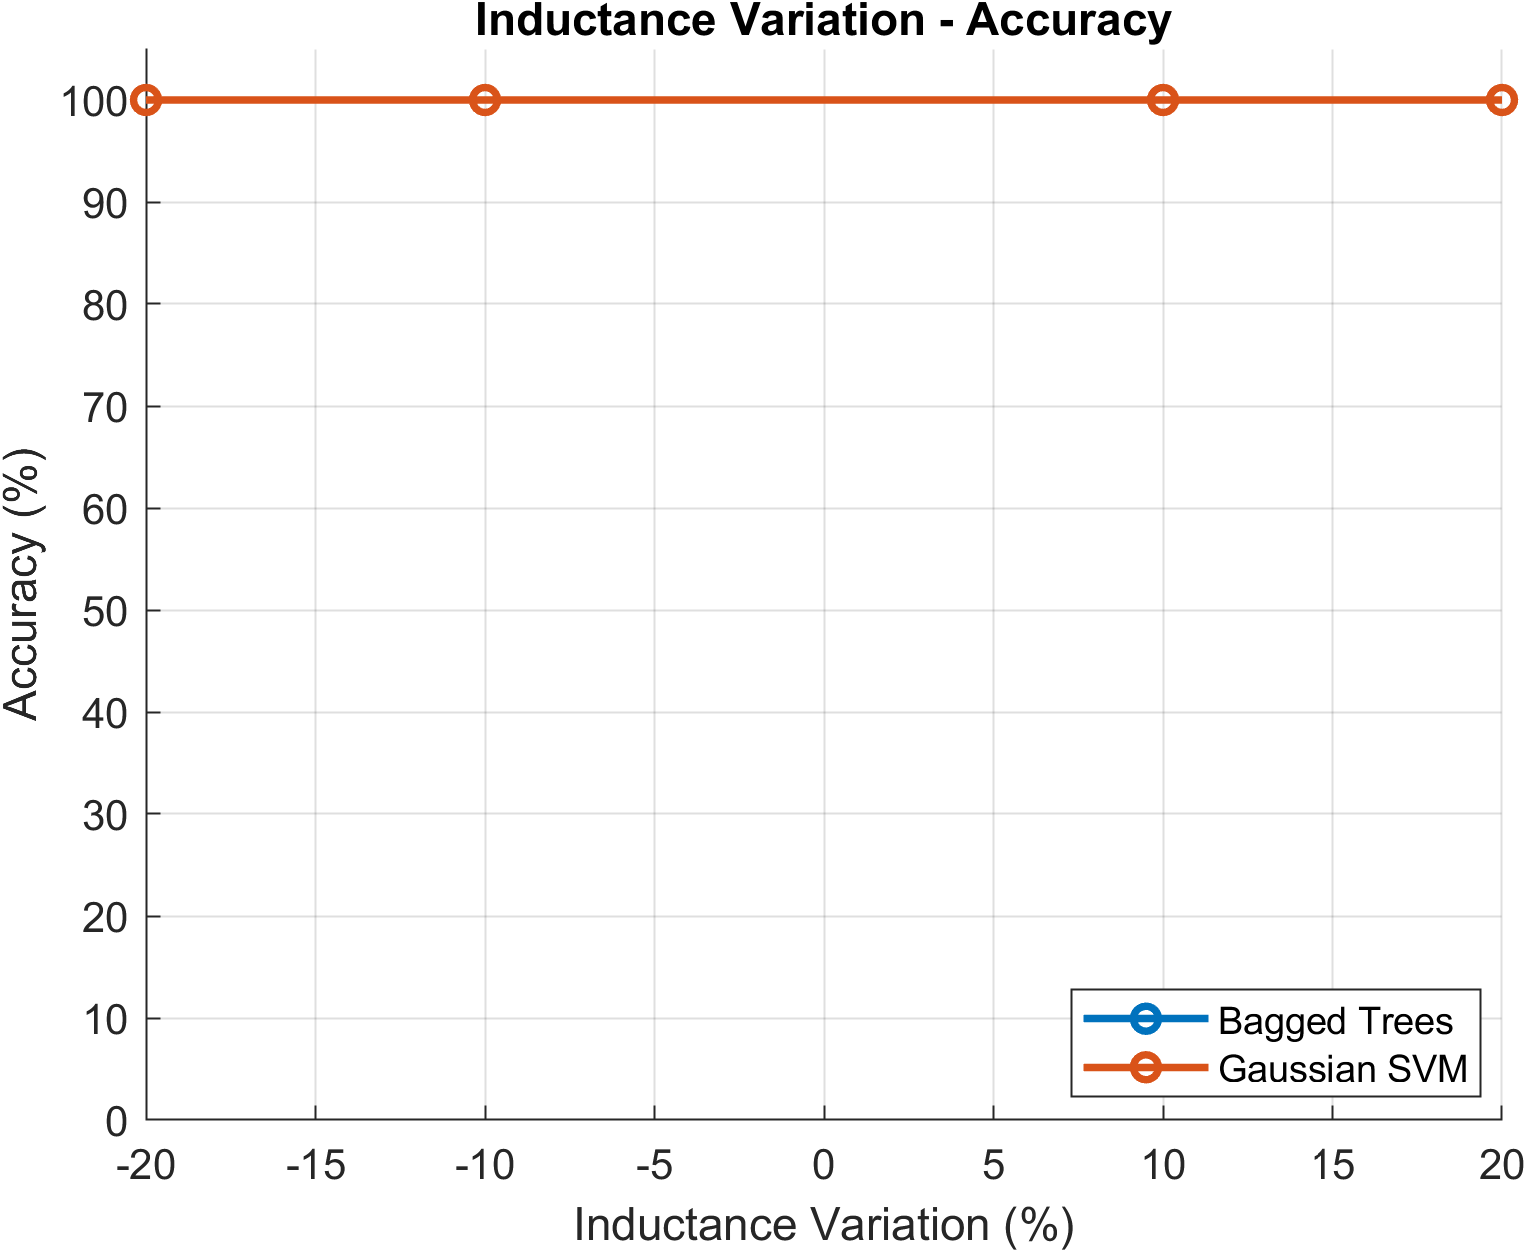 Inductance Variation - Accuracy
Accuracy (%)
100
90
80
70
60
50
40
30
20
10
0
Bagged Trees
Gaussian SVM
-20 -15 -10 -5 0 5 10 15 20
Inductance Variation (%)